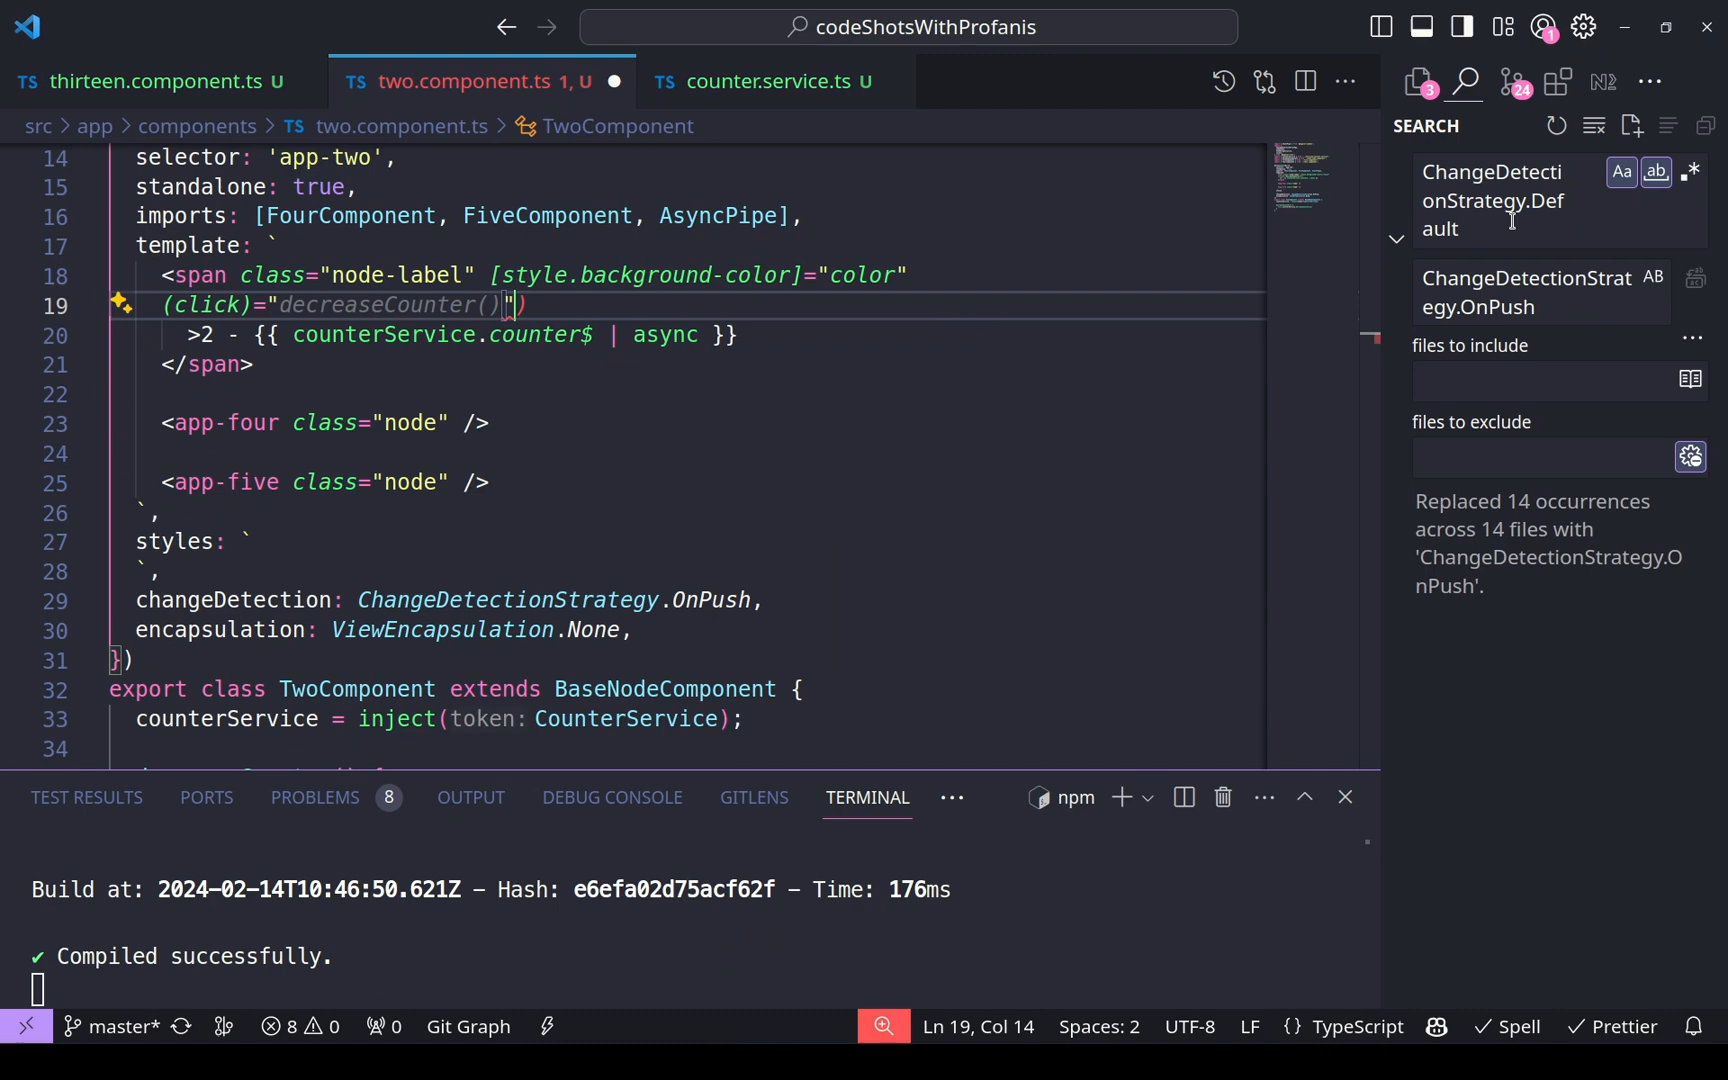 codeShotsWithProfanis
1
TS thirteen.component.ts U
TS two.component.ts 1, U
TS counter.service.ts U
3
24
src > app > components > TS two.component.ts > TwoComponent
SEARCH
14 selector: 'app-two',
15 standalone: true,
16 imports: [FourComponent, FiveComponent, AsyncPipe],
17 template: `
18 <span class="node-label" [style.background-color]="color"
19 (click)="decreaseCounter()")
20 >2 - {{ counterService.counter$ | async }}
21 </span>
22
23 <app-four class="node" />
24
25 <app-five class="node" />
26 `,
27 styles: `
28 `,
29 changeDetection: ChangeDetectionStrategy.OnPush,
30 encapsulation: ViewEncapsulation.None,
31 })
32 export class TwoComponent extends BaseNodeComponent {
33 counterService = inject(token: CounterService);
34
ChangeDetecti
onStrategy.Def
ault
Aa ab .*
ChangeDetectionStrat
egy.OnPush
AB
files to include
files to exclude
Replaced 14 occurrences
across 14 files with
'ChangeDetectionStrategy.O
nPush'.
TEST RESULTS PORTS PROBLEMS 8 OUTPUT DEBUG CONSOLE GITLENS TERMINAL npm
Build at: 2024-02-14T10:46:50.621Z - Hash: e6efa02d75acf62f - Time: 176ms
✔ Compiled successfully.
master* 8 0 0 Git Graph Ln 19, Col 14 Spaces: 2 UTF-8 LF {} TypeScript Spell Prettier